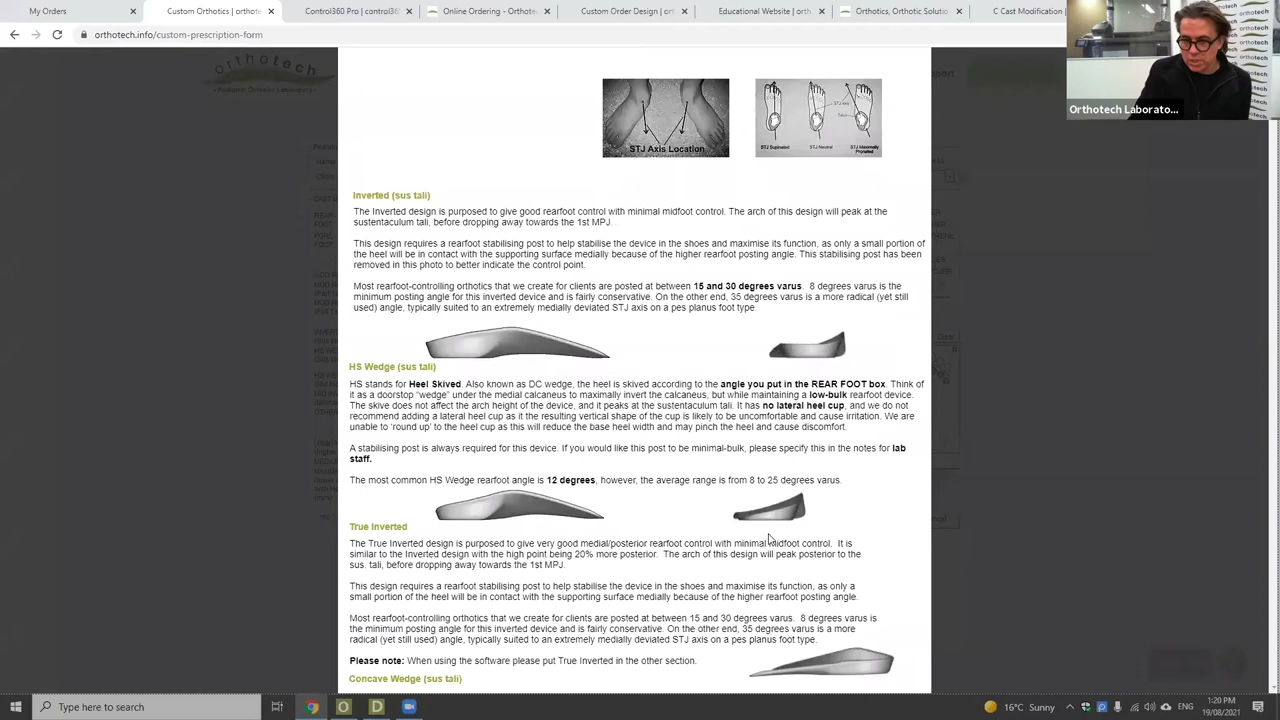 My Orders
Custom Orthotics, Orthotic
Control360 Pro | c360
Online Ordering - Orthote
Custom Order Design | or
Educational Website | or
Orthotics, Orthotic Solutio
C Cast Modification
orthotech.info/custom-prescription-form
orthotech
STJ Axis Location
STJ Supinated
STJ Neutral
STJ Maximally
Pronated
Inverted (sus tali)
The Inverted design is purposed to give good rearfoot control with minimal midfoot control. The arch of this design will peak at the
sustentaculum tali, before dropping away towards the 1st MPJ.
This design requires a rearfoot stabilising post to help stabilise the device in the shoes and maximise its function, as only a small portion of
the heel will be in contact with the supporting surface medially because of the higher rearfoot posting angle. This stabilising post has been
removed in this photo to better indicate the control point.
Most rearfoot-controlling orthotics that we create for clients are posted at between 15 and 30 degrees varus. 8 degrees varus is the
minimum posting angle for this inverted device and is fairly conservative. On the other end, 35 degrees varus is a more radical (yet still
used) angle, typically suited to an extremely medially deviated STJ axis on a pes planus foot type.
HS Wedge (sus tali)
HS stands for Heel Skived. Also known as DC wedge, the heel is skived according to the angle you put in the REAR FOOT box. Think of
it as a doorstop "wedge" under the medial calcaneus to maximally invert the calcaneus, but while maintaining a low-bulk rearfoot device.
The skive does not affect the arch height of the device, and it peaks at the sustentaculum tali. It has no lateral heel cup, and we do not
recommend adding a lateral heel cup as it the resulting vertical shape of the cup is likely to be uncomfortable and cause irritation. We are
unable to 'round up' to the heel cup as this will reduce the base heel width and may pinch the heel and cause discomfort.
A stabilising post is always required for this device. If you would like this post to be minimal-bulk, please specify this in the notes for lab
staff.
The most common HS Wedge rearfoot angle is 12 degrees, however, the average range is from 8 to 25 degrees varus.
True Inverted
The True Inverted design is purposed to give very good medial/posterior rearfoot control with minimal midfoot control. It is
similar to the Inverted design with the high point being 20% more posterior. The arch of this design will peak posterior to the
sus. tali, before dropping away towards the 1st MPJ.
This design requires a rearfoot stabilising post to help stabilise the device in the shoes and maximise its function, as only a
small portion of the heel will be in contact with the supporting surface medially because of the higher rearfoot posting angle.
Most rearfoot-controlling orthotics that we create for clients are posted at between 15 and 30 degrees varus. 8 degrees varus is
the minimum posting angle for this inverted device and is fairly conservative. On the other end, 35 degrees varus is a more
radical (yet still used) angle, typically suited to an extremely medially deviated STJ axis on a pes planus foot type.
Please note: When using the software please put True Inverted in the other section.
Concave Wedge (sus tali)
Orthotech Laborato...
Type here to search
16°C Sunny
ENG
1:20 PM
19/08/2021